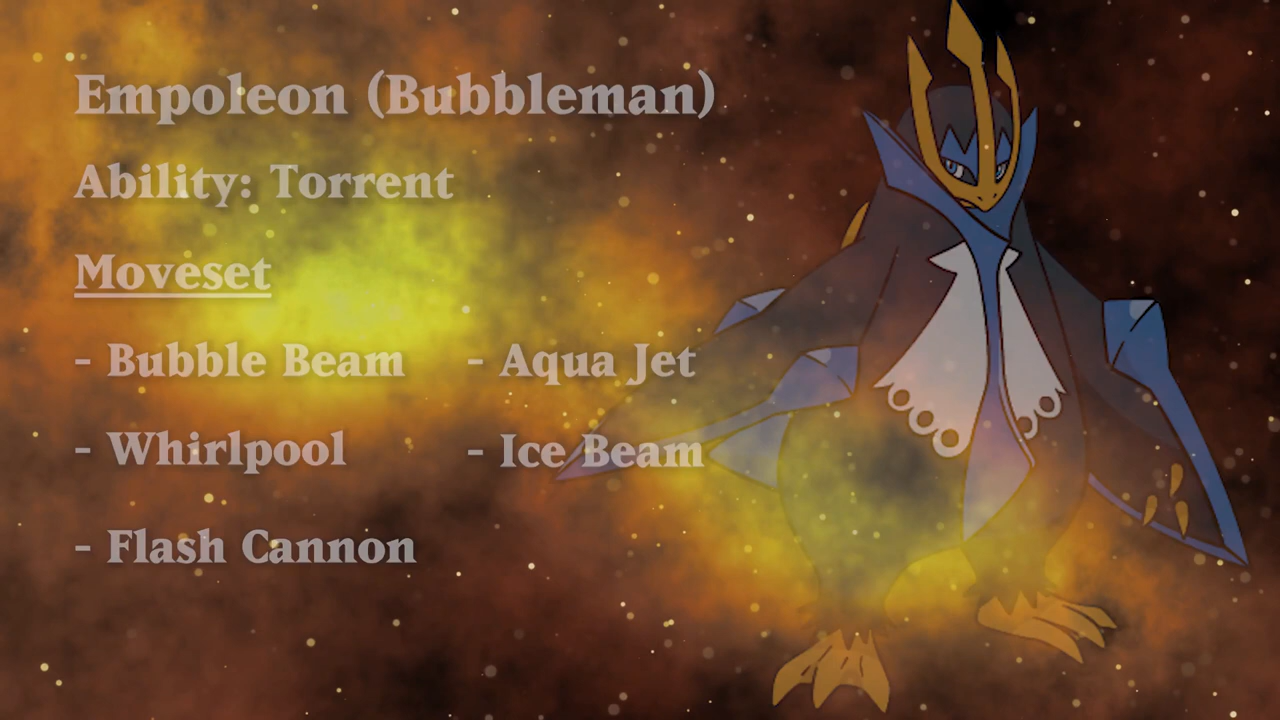 Empoleon (Bubbleman)
Ability: Torrent
Moveset
- Bubble Beam - Aqua Jet
- Whirlpool - Ice Beam
- Flash Cannon